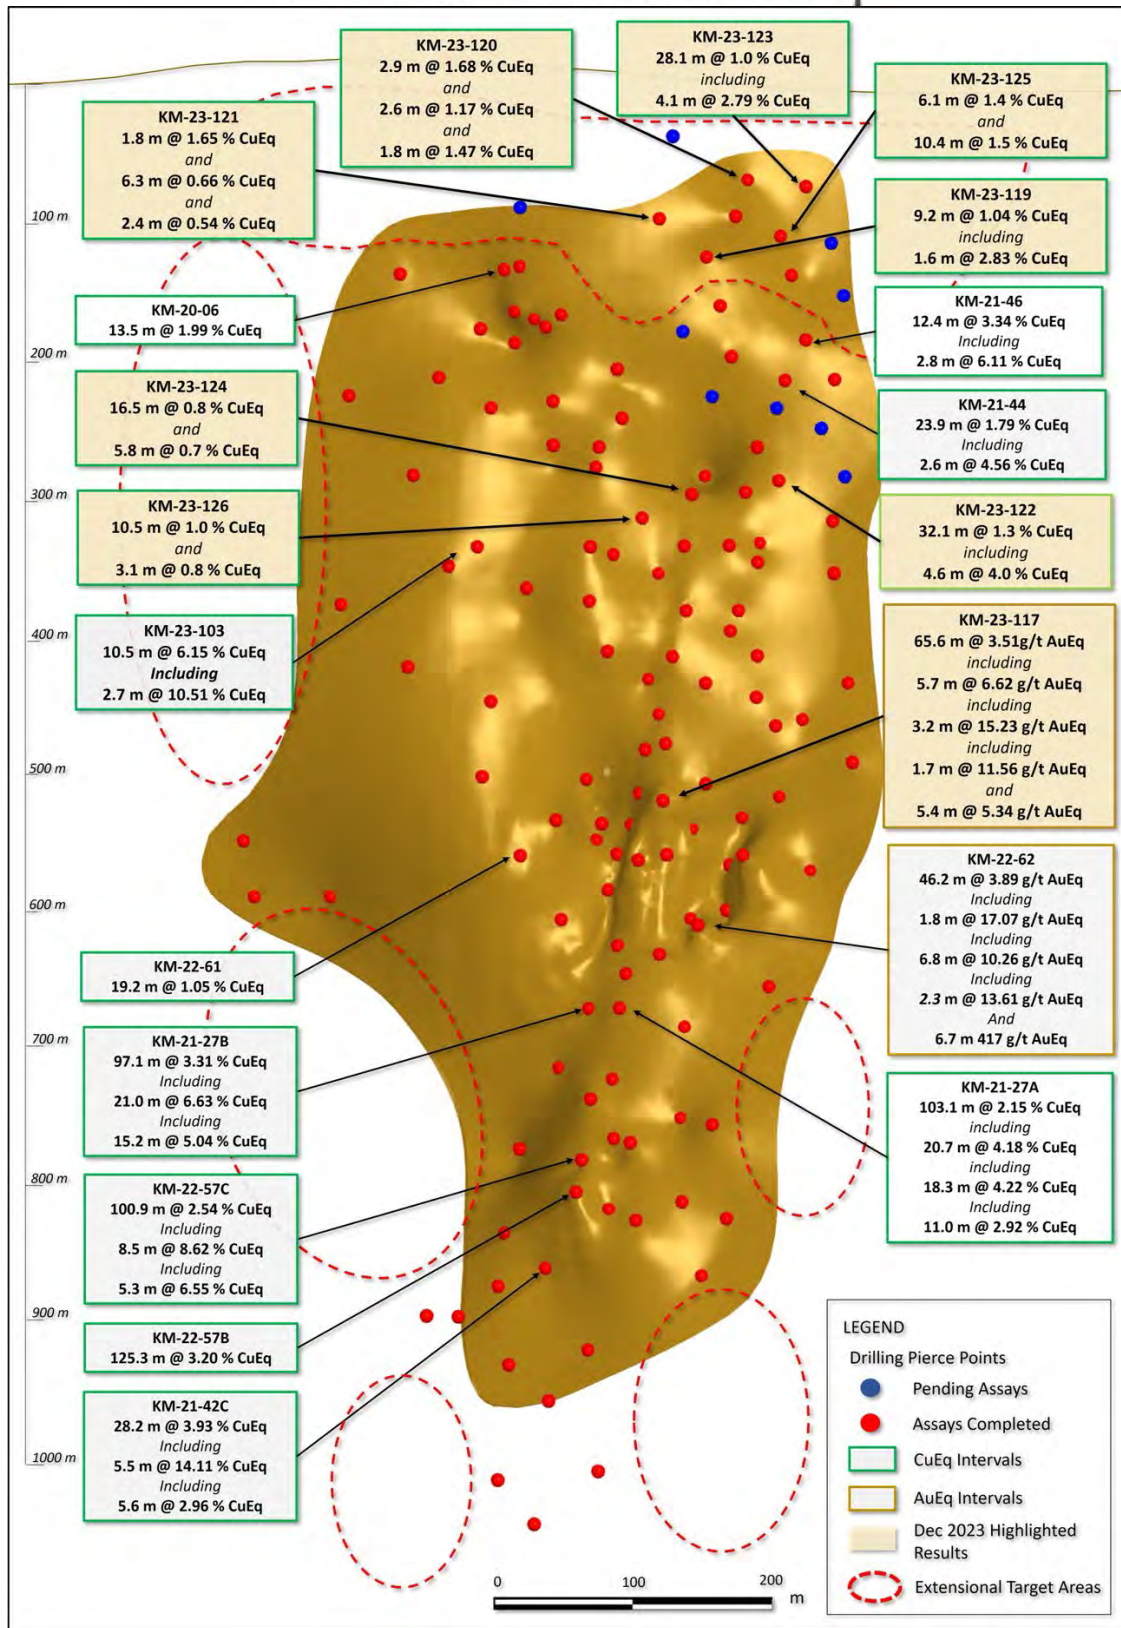 KM-23-120
2.9 m @ 1.68 % CuEq
and
2.6 m @ 1.17 % CuEq
and
1.8 m @ 1.47 % CuEq
KM-23-123
28.1 m @ 1.0 % CuEq
including
4.1 m @ 2.79 % CuEq
KM-23-125
6.1 m @ 1.4 % CuEq
and
10.4 m @ 1.5 % CuEq
KM-23-121
1.8 m @ 1.65 % CuEq
and
6.3 m @ 0.66 % CuEq
and
2.4 m @ 0.54 % CuEq
KM-23-119
9.2 m @ 1.04 % CuEq
including
1.6 m @ 2.83 % CuEq
100 m
KM-20-06
13.5 m @ 1.99 % CuEq
KM-21-46
12.4 m @ 3.34 % CuEq
Including
2.8 m @ 6.11 % CuEq
200 m
KM-23-124
16.5 m @ 0.8 % CuEq
and
5.8 m @ 0.7 % CuEq
KM-21-44
23.9 m @ 1.79 % CuEq
Including
2.6 m @ 4.56 % CuEq
300 m
KM-23-126
10.5 m @ 1.0 % CuEq
and
3.1 m @ 0.8 % CuEq
KM-23-122
32.1 m @ 1.3 % CuEq
including
4.6 m @ 4.0 % CuEq
400 m
KM-23-103
10.5 m @ 6.15 % CuEq
Including
2.7 m @ 10.51 % CuEq
KM-23-117
65.6 m @ 3.51g/t AuEq
including
5.7 m @ 6.62 g/t AuEq
including
3.2 m @ 15.23 g/t AuEq
including
1.7 m @ 11.56 g/t AuEq
and
5.4 m @ 5.34 g/t AuEq
500 m
600 m
KM-22-62
46.2 m @ 3.89 g/t AuEq
Including
1.8 m @ 17.07 g/t AuEq
Including
6.8 m @ 10.26 g/t AuEq
Including
2.3 m @ 13.61 g/t AuEq
And
6.7 m 417 g/t AuEq
KM-22-61
19.2 m @ 1.05 % CuEq
700 m
KM-21-27B
97.1 m @ 3.31 % CuEq
Including
21.0 m @ 6.63 % CuEq
Including
15.2 m @ 5.04 % CuEq
KM-21-27A
103.1 m @ 2.15 % CuEq
including
20.7 m @ 4.18 % CuEq
including
18.3 m @ 4.22 % CuEq
Including
11.0 m @ 2.92 % CuEq
800 m
KM-22-57C
100.9 m @ 2.54 % CuEq
Including
8.5 m @ 8.62 % CuEq
Including
5.3 m @ 6.55 % CuEq
900 m
KM-22-57B
125.3 m @ 3.20 % CuEq
KM-21-42C
28.2 m @ 3.93 % CuEq
Including
5.5 m @ 14.11 % CuEq
Including
5.6 m @ 2.96 % CuEq
1000 m
LEGEND
Drilling Pierce Points
Pending Assays
Assays Completed
CuEq Intervals
AuEq Intervals
Dec 2023 Highlighted
Results
Extensional Target Areas
0 100 200
m